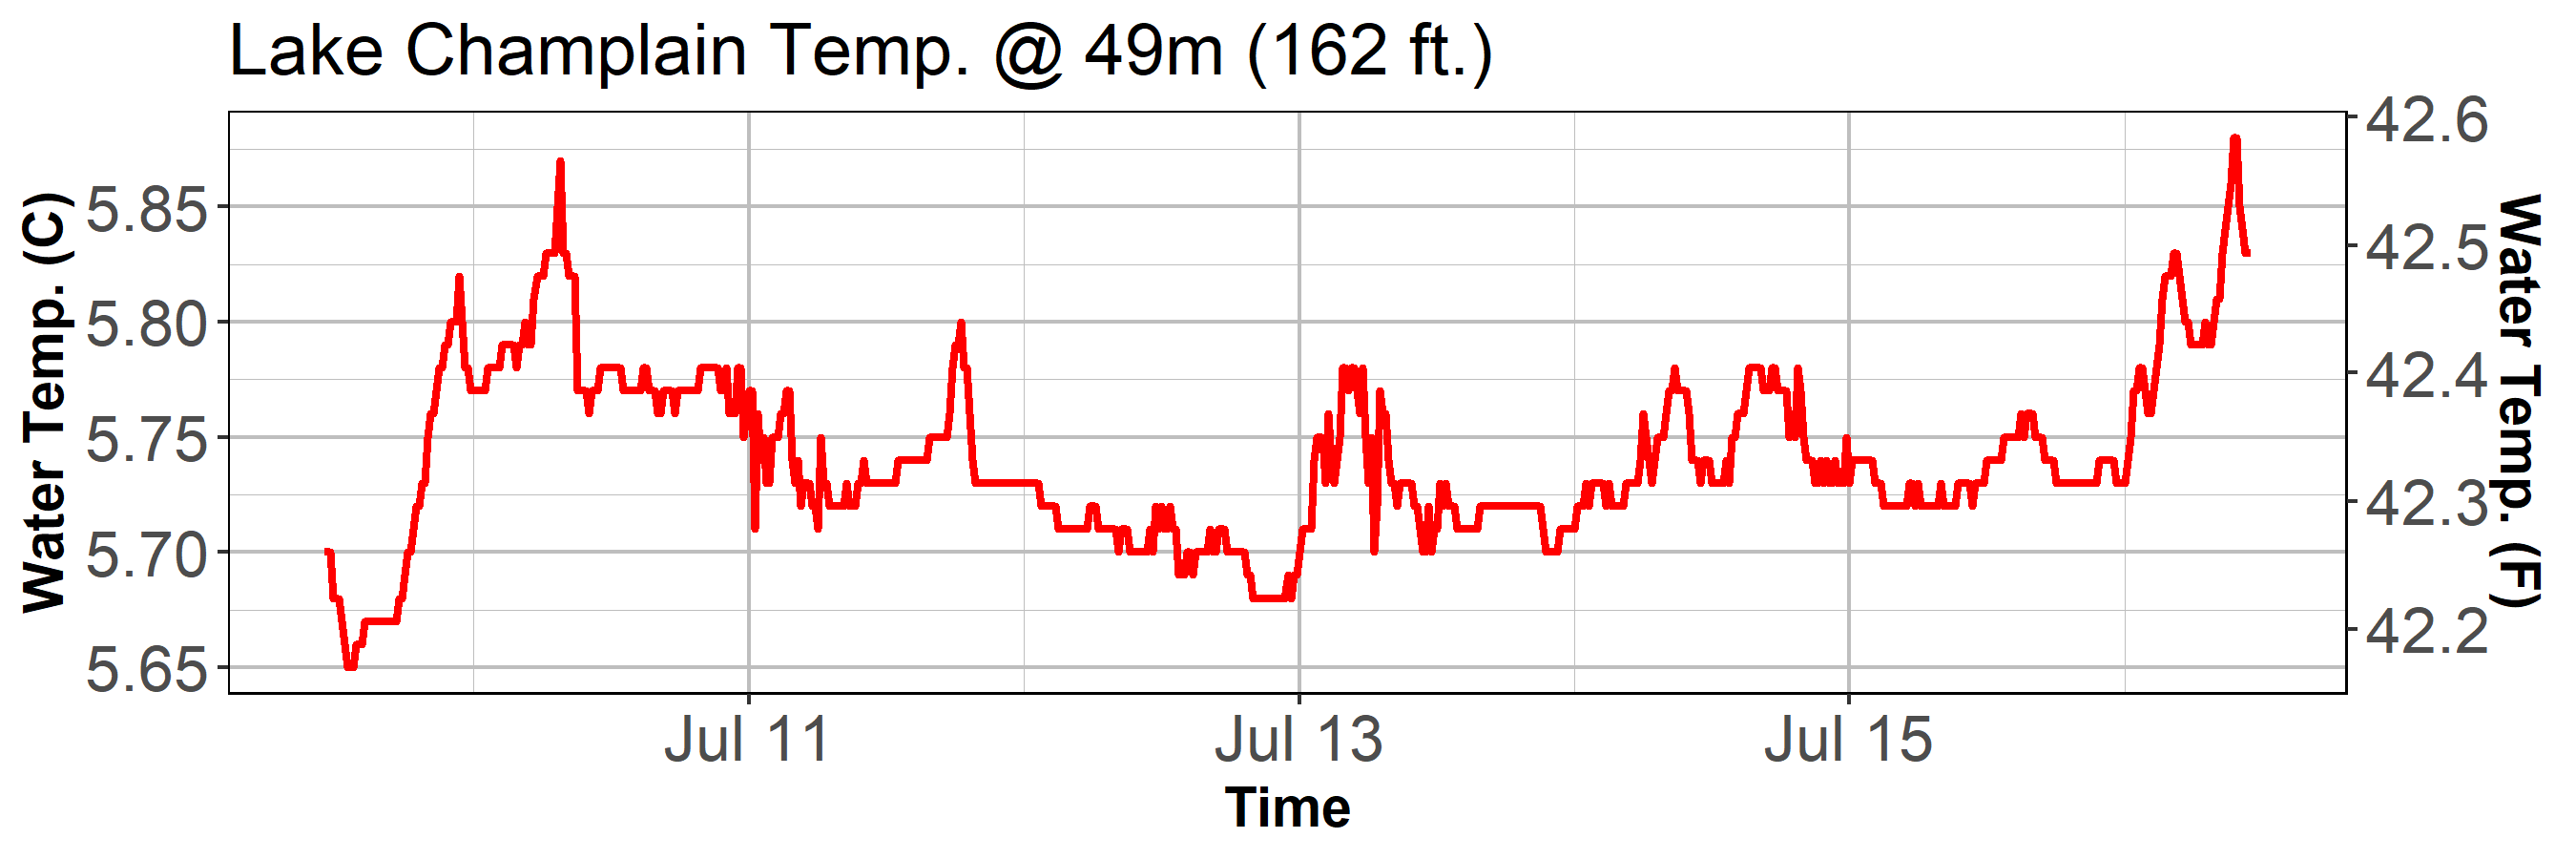 Lake Champlain Temp. @ 49m (162 ft.)
Water Temp. (C)
5.85
5.80
5.75
5.70
5.65
42.6
42.5
42.4
42.3
42.2
Water Temp. (F)
Jul 11
Jul 13
Jul 15
Time